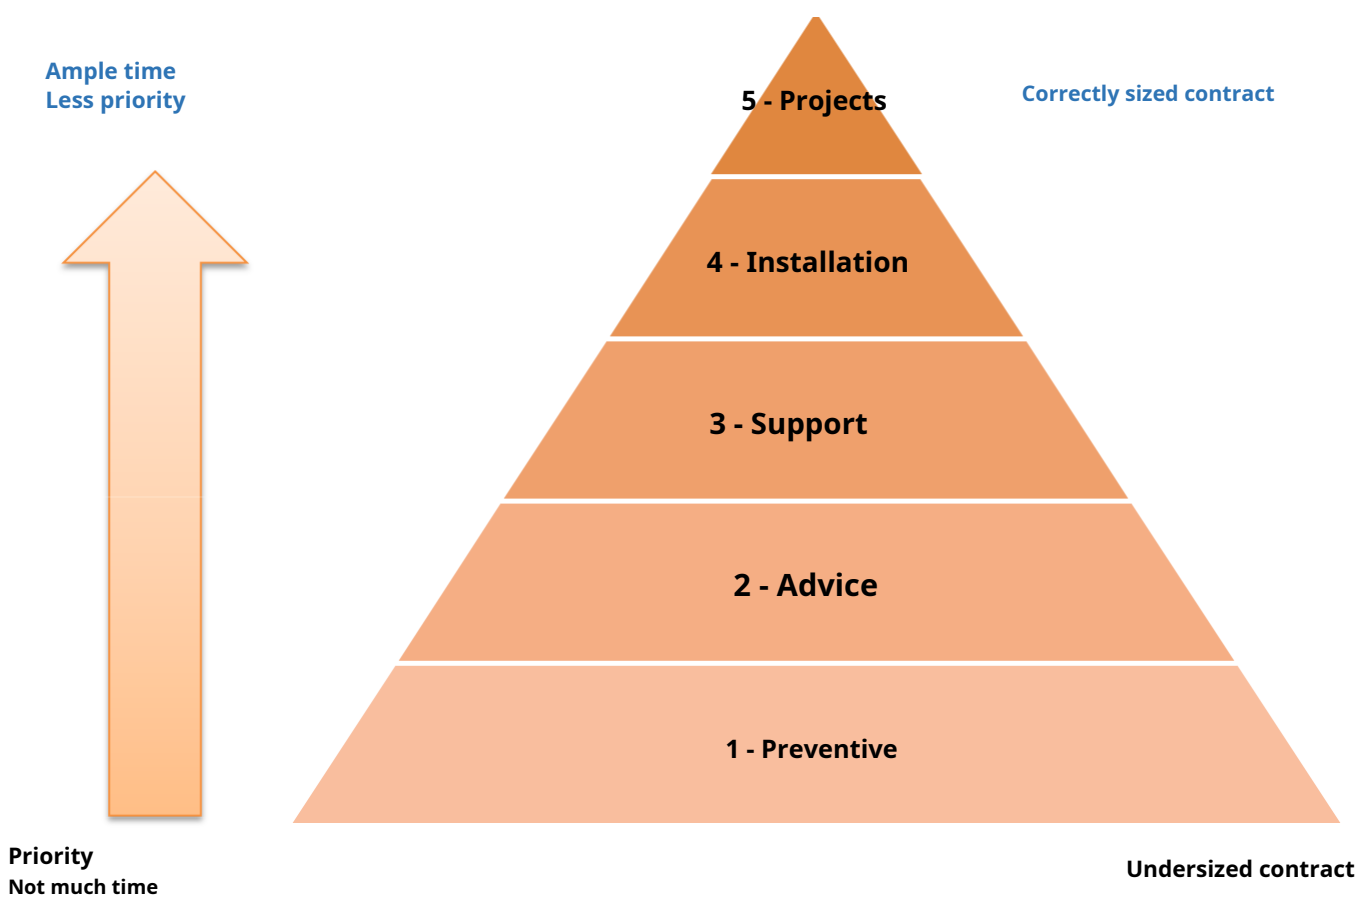 Ample time
Less priority
Correctly sized contract
5 - Projects
4 - Installation
3 - Support
2 - Advice
1 - Preventive
Priority
Not much time
Undersized contract